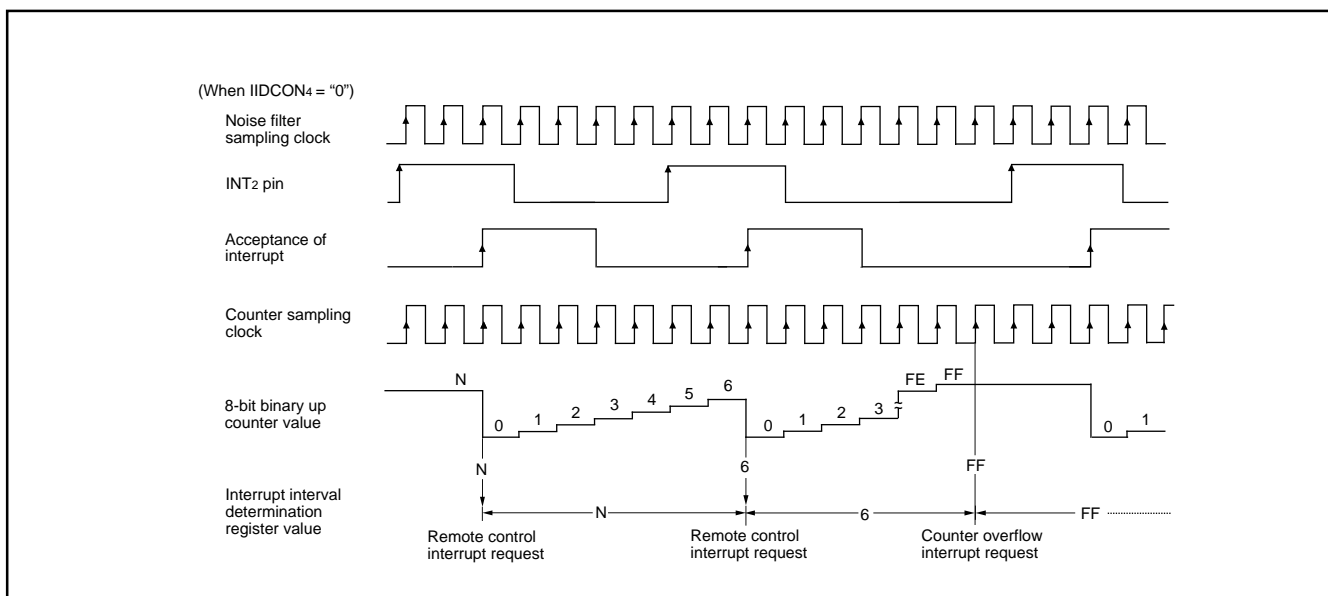 (When IIDCON4 = “0”)
Noise filter
sampling clock
INT2 pin
Acceptance of
interrupt
Counter sampling
clock
8-bit binary up
counter value
N
0
1
2
3
4
5
6
0
1
2
3
FE
FF
0
1
N
6
FF
Interrupt interval
determination
register value
N
6
FF
Remote control
interrupt request
Remote control
interrupt request
Counter overflow
interrupt request